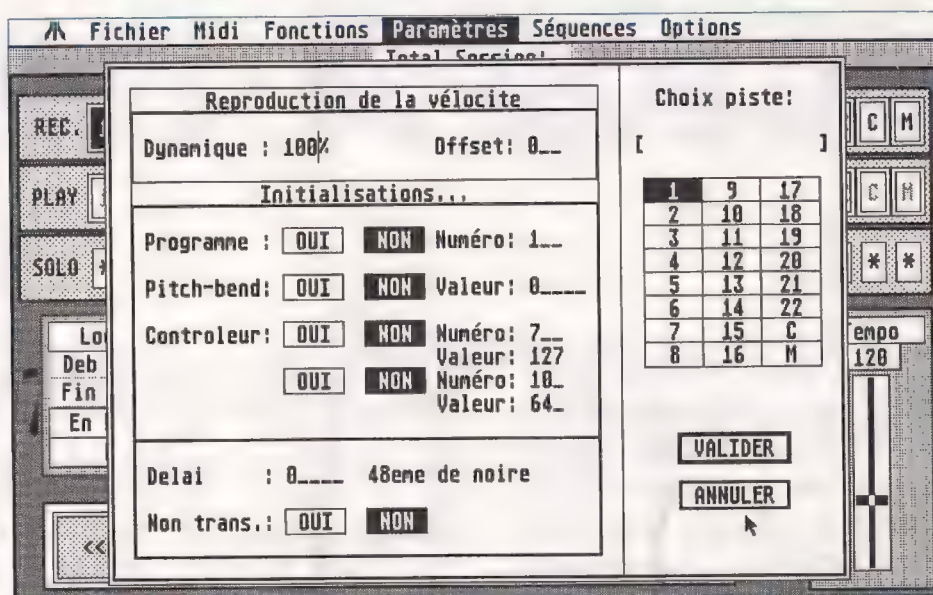 Fichier Midi Fonctions Paramètres Séquences Options
Total Session:
Reproduction de la vélocite
Dynamique : 100% Offset: 0__
Initialisations...
Programme : OUI NON Numéro: 1__
Pitch-bend: OUI NON Valeur: 0____
Controleur: OUI NON Numéro: 7__
Valeur: 127
OUI NON Numéro: 10_
Valeur: 64_
Delai : 0____ 48eme de noire
Non trans.: OUI NON
Choix piste:
[ ]
1 9 17
2 10 18
3 11 19
4 12 20
5 13 21
6 14 22
7 15 C
8 16 M
VALIDER
ANNULER
REC. C M
PLAY C M
SOLO * * *
Deb
Fin
En
Tempo
120
<<